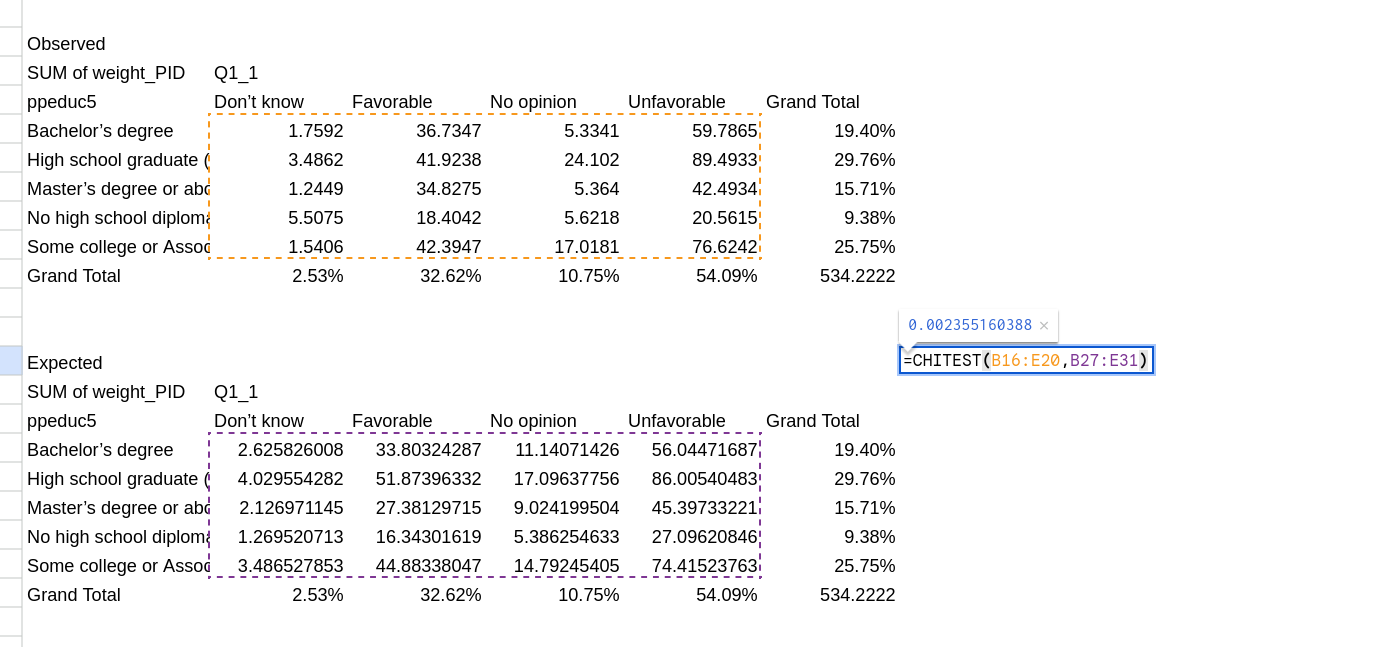 Observed
SUM of weight_PID Q1_1
ppeduc5 Don’t know Favorable No opinion Unfavorable Grand Total
Bachelor’s degree 1.7592 36.7347 5.3341 59.7865 19.40%
High school graduate ( 3.4862 41.9238 24.102 89.4933 29.76%
Master’s degree or abo 1.2449 34.8275 5.364 42.4934 15.71%
No high school diploma 5.5075 18.4042 5.6218 20.5615 9.38%
Some college or Assoc 1.5406 42.3947 17.0181 76.6242 25.75%
Grand Total 2.53% 32.62% 10.75% 54.09% 534.2222
0.002355160388 ×
Expected =CHITEST(B16:E20,B27:E31)
SUM of weight_PID Q1_1
ppeduc5 Don’t know Favorable No opinion Unfavorable Grand Total
Bachelor’s degree 2.625826008 33.80324287 11.14071426 56.04471687 19.40%
High school graduate ( 4.029554282 51.87396332 17.09637756 86.00540483 29.76%
Master’s degree or abo 2.126971145 27.38129715 9.024199504 45.39733221 15.71%
No high school diploma 1.269520713 16.34301619 5.386254633 27.09620846 9.38%
Some college or Assoc 3.486527853 44.88338047 14.79245405 74.41523763 25.75%
Grand Total 2.53% 32.62% 10.75% 54.09% 534.2222